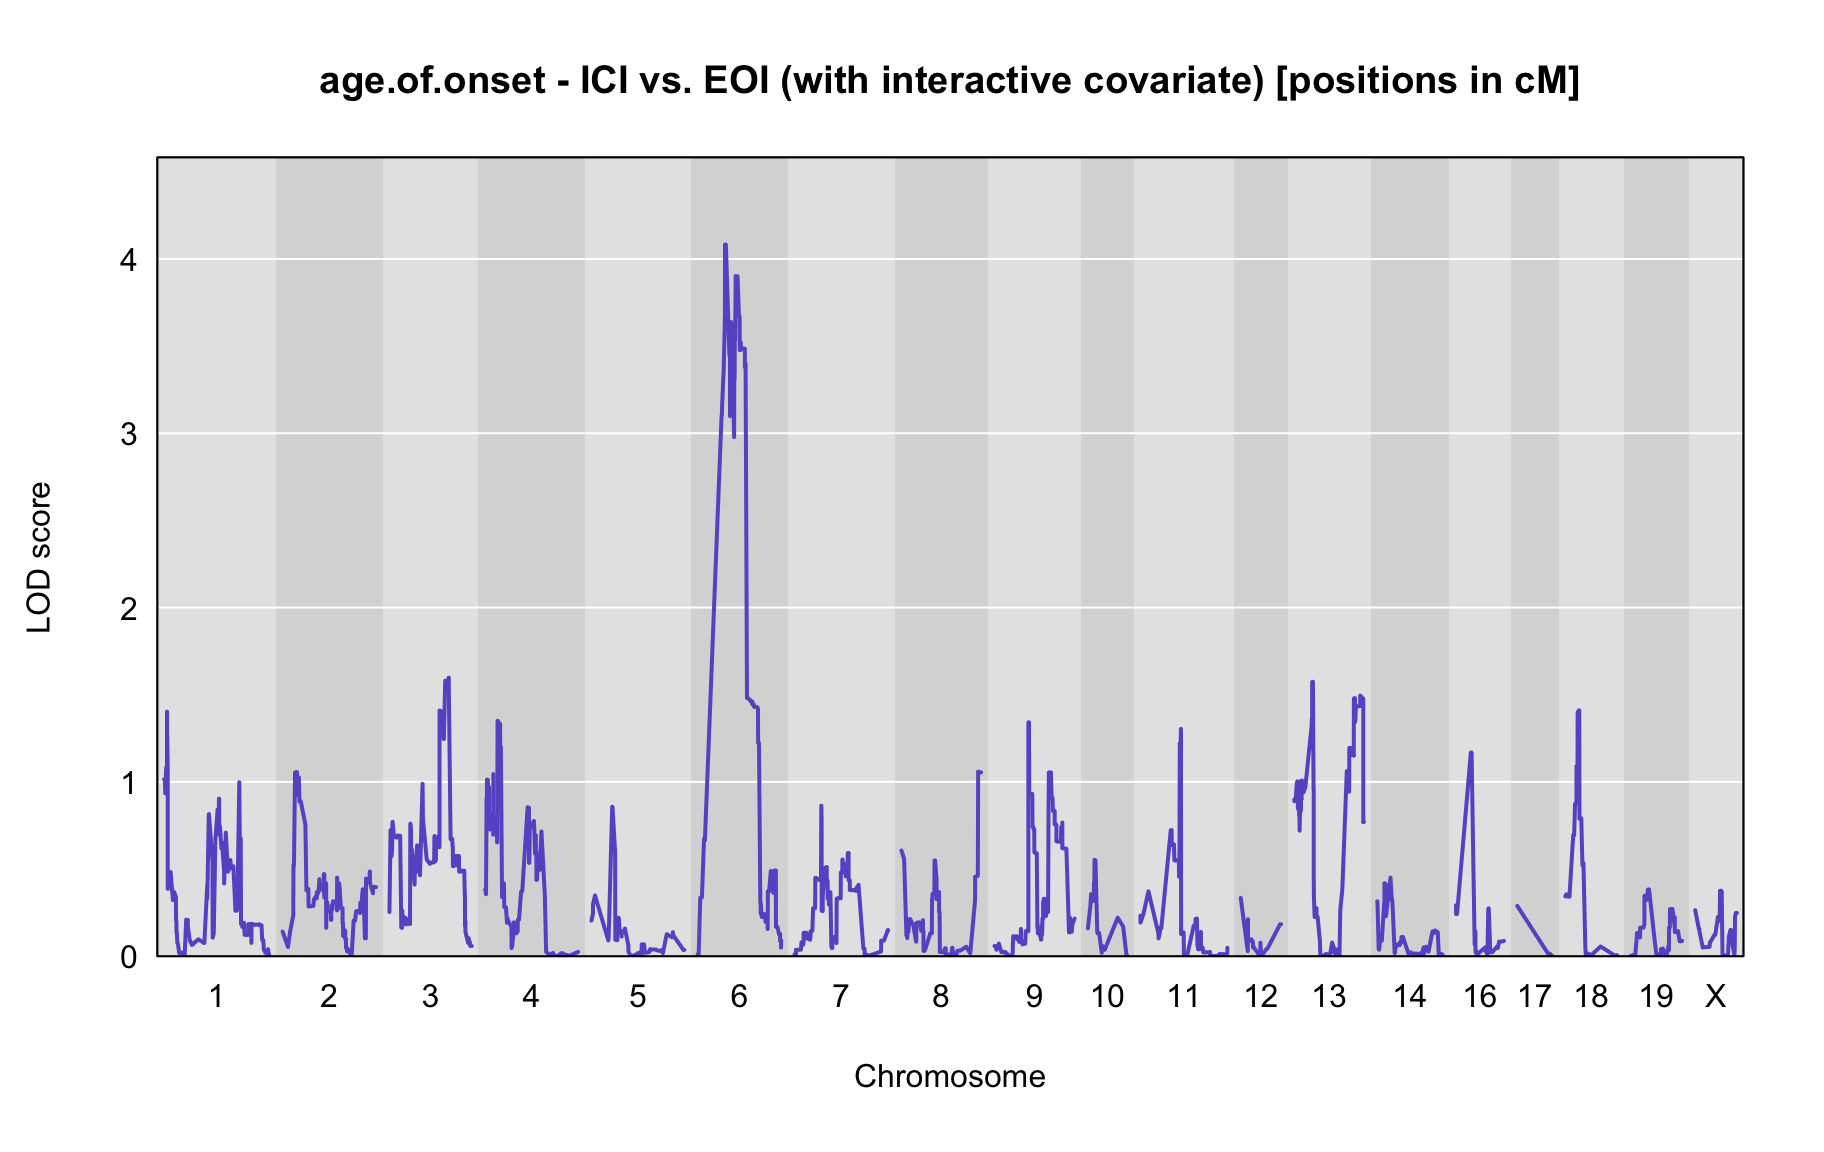 age.of.onset - ICI vs. EOI (with interactive covariate) [positions in cM]
4
3
2
1
0
LOD score
1 2 3 4 5 6 7 8 9 10 11 12 13 14 16 17 18 19 X
Chromosome